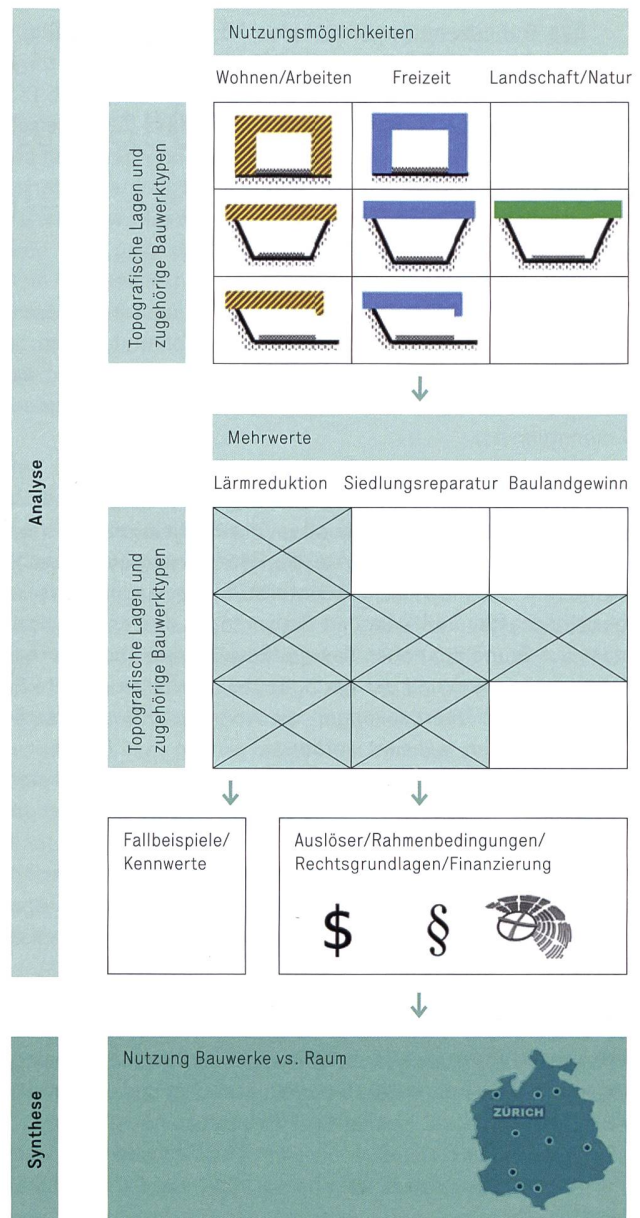 Nutzungsmöglichkeiten
Wohnen/Arbeiten Freizeit Landschaft/Natur
Topografische Lagen und
zugehörige Bauwerktypen
Analyse
Mehrwerte
Lärmreduktion Siedlungsreparatur Baulandgewinn
Topografische Lagen und
zugehörige Bauwerktypen
Fallbeispiele/
Kennwerte
Auslöser/Rahmenbedingungen/
Rechtsgrundlagen/Finanzierung
$ §
Synthese
Nutzung Bauwerke vs. Raum
ZÜRICH